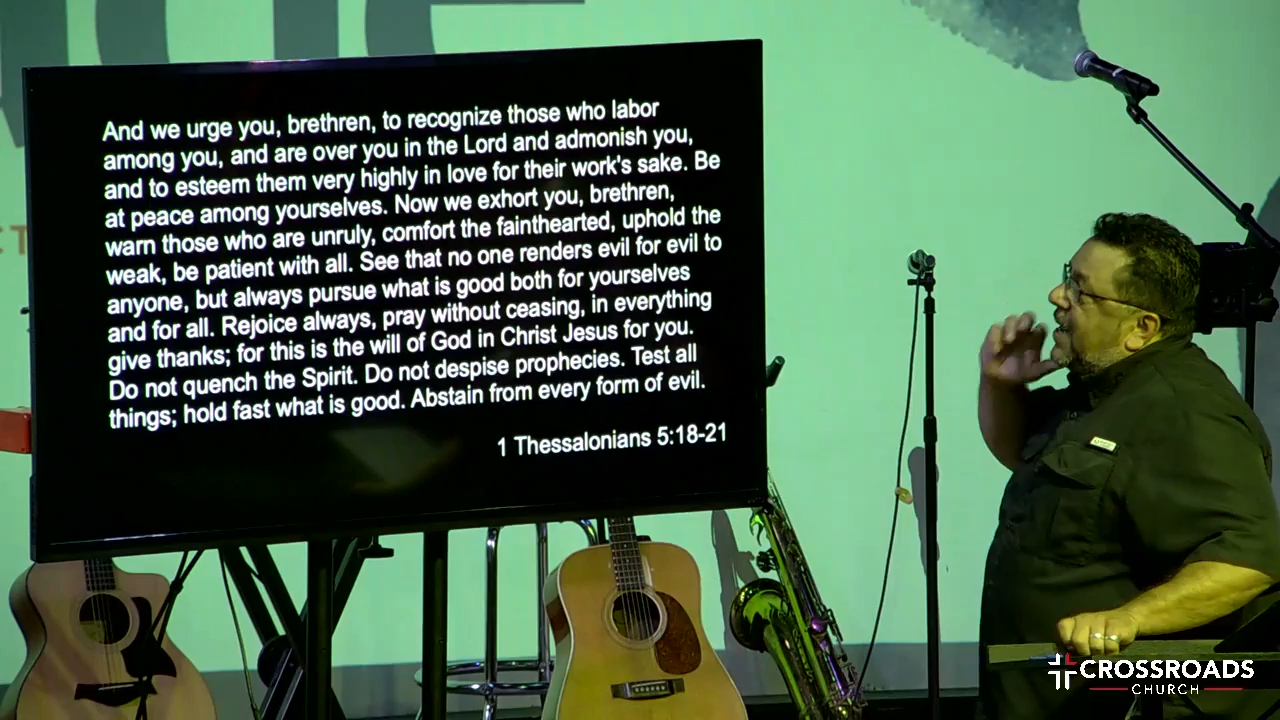 And we urge you, brethren, to recognize those who labor
among you, and are over you in the Lord and admonish you,
and to esteem them very highly in love for their work's sake. Be
at peace among yourselves. Now we exhort you, brethren,
warn those who are unruly, comfort the fainthearted, uphold the
weak, be patient with all. See that no one renders evil for evil to
anyone, but always pursue what is good both for yourselves
and for all. Rejoice always, pray without ceasing, in everything
give thanks; for this is the will of God in Christ Jesus for you.
Do not quench the Spirit. Do not despise prophecies. Test all
things; hold fast what is good. Abstain from every form of evil.
1 Thessalonians 5:18-21
CROSSROADS
CHURCH